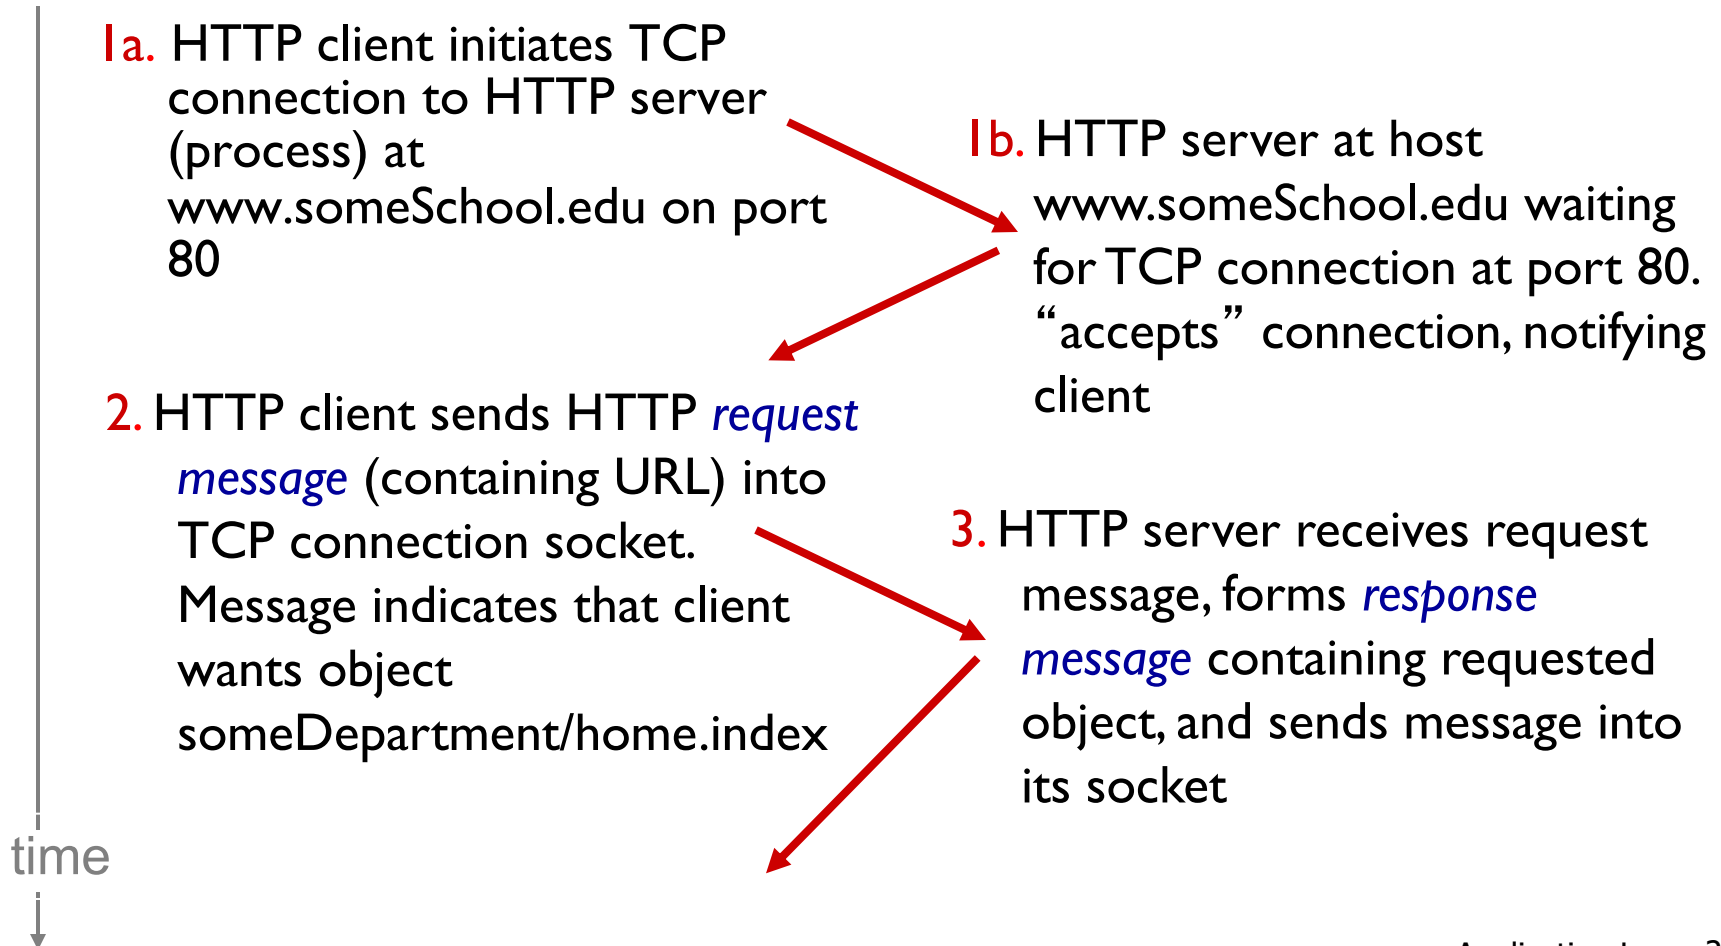 1a. HTTP client initiates TCP
connection to HTTP server
(process) at
www.someSchool.edu on port
80
1b. HTTP server at host
www.someSchool.edu waiting
for TCP connection at port 80.
“accepts” connection, notifying
client
2. HTTP client sends HTTP request
message (containing URL) into
TCP connection socket.
Message indicates that client
wants object
someDepartment/home.index
3. HTTP server receives request
message, forms response
message containing requested
object, and sends message into
its socket
time